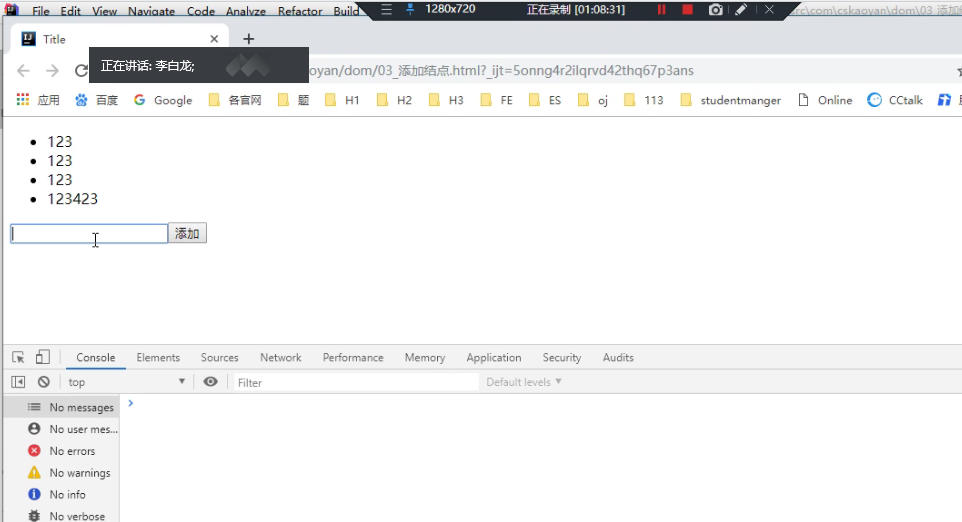 File Edit View Navigate Code Analyze Refactor Build
1280x720 正在录制 [01:08:31]
rc\com\cskaoyan\dom\03_添加
Title
正在讲话: 李白龙;
oyan/dom/03_添加结点.html?_ijt=5onng4r2ilqrvd42thq67p3ans
应用 百度 Google 各官网 题 H1 H2 H3 FE ES oj 113 studentmanger Online CCtalk
123
123
123
123423
添加
Console Elements Sources Network Performance Memory Application Security Audits
top Filter Default levels
No messages
No user mes...
No errors
No warnings
No info
No verbose